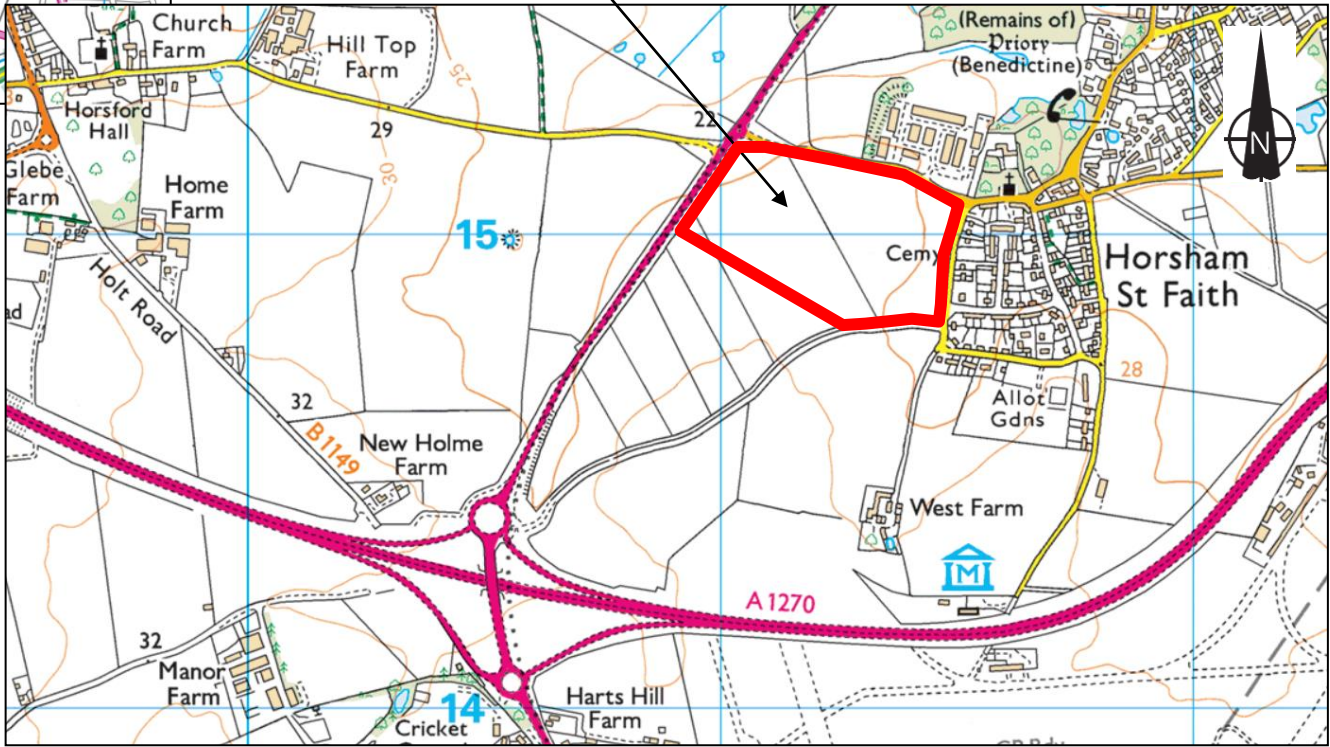 Church
Farm
Hill Top
Farm
25
(Remains of)
Priory
(Benedictine)
N
Horsford
Hall
29
22
Glebe
Farm
Home
Farm
30
15
Cemy
Horsham
St Faith
Holt Road
ad
28
32
B1149
New Holme
Farm
Allot
Gdns
West Farm
M
A 1270
32
Manor
Farm
14
Cricket
Harts Hill
Farm